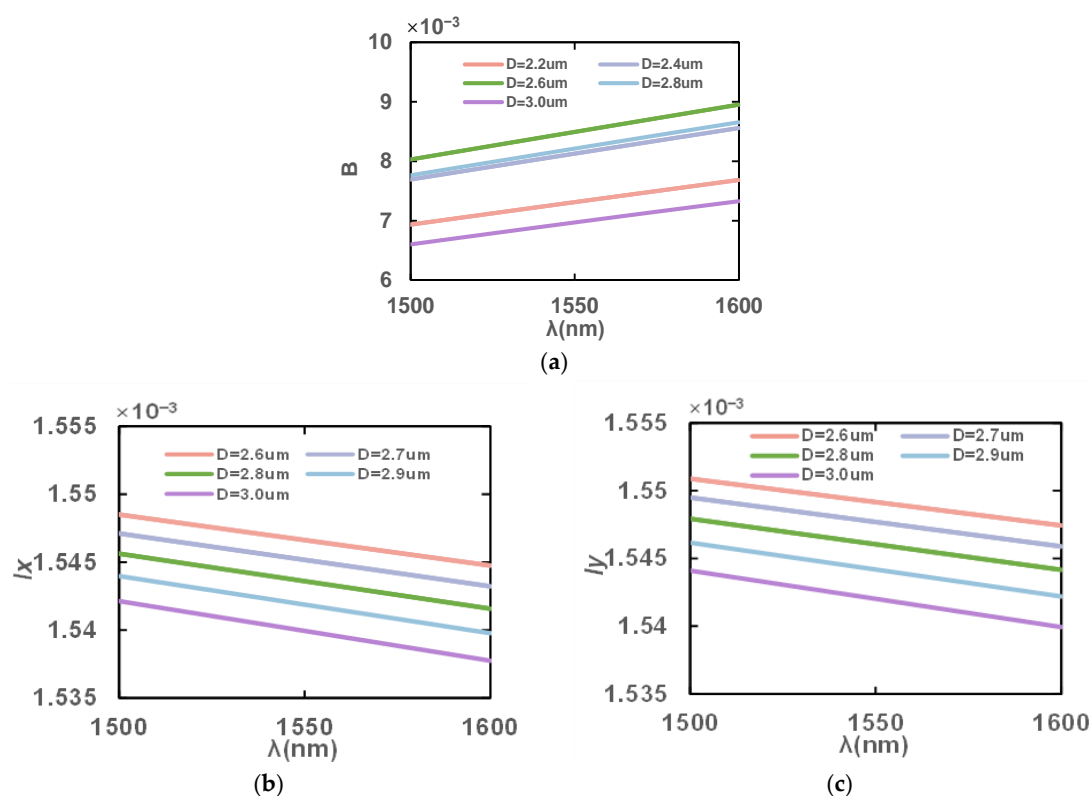 ×10⁻³
10
D=2.2um D=2.4um
D=2.6um D=2.8um
D=3.0um
9
8
B
7
6
1500 1550 1600
λ(nm)
(a)
×10⁻³
1.555
D=2.6um D=2.7um
D=2.8um D=2.9um
D=3.0um
1.55
1.545
lx
1.54
1.535
1500 1550 1600
λ(nm)
(b)
×10⁻³
1.555
D=2.6um D=2.7um
D=2.8um D=2.9um
D=3.0um
1.55
1.545
ly
1.54
1.535
1500 1550 1600
λ(nm)
(c)